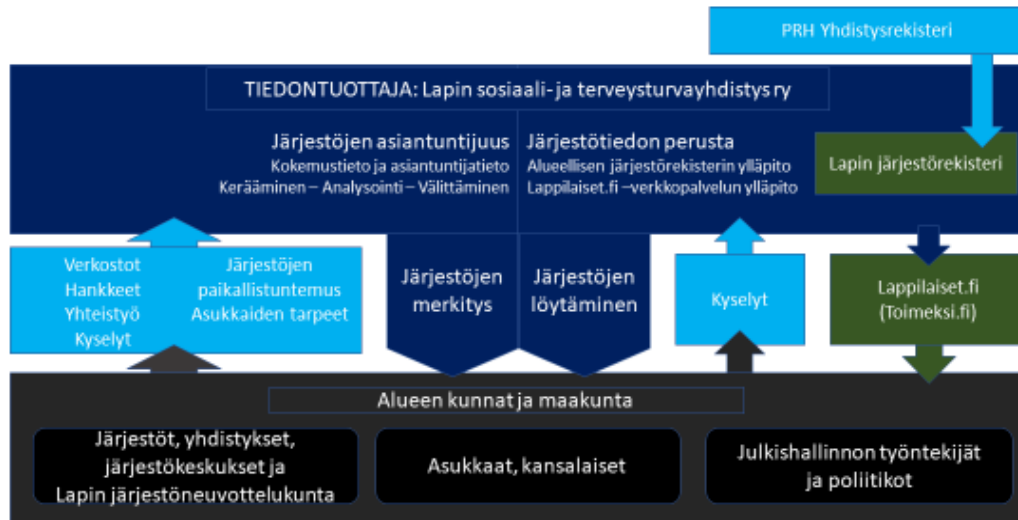 PRH Yhdistysrekisteri
TIEDONTUOTTAJA: Lapin sosiaali- ja terveysturvayhdistys ry
Järjestöjen asiantuntijuus
Kokemustieto ja asiantuntijatieto
Kerääminen – Analysointi – Välittäminen
Järjestötiedon perusta
Alueellisen järjestörekisterin ylläpito
Lappilaiset.fi –verkkopalvelun ylläpito
Lapin järjestörekisteri
Verkostot
Hankkeet
Yhteistyö
Kyselyt
Järjestöjen
paikallistuntemus
Asukkaiden tarpeet
Järjestöjen
merkitys
Järjestöjen
löytäminen
Kyselyt
Lappilaiset.fi
(Toimeksi.fi)
Alueen kunnat ja maakunta
Järjestöt, yhdistykset,
järjestökeskukset ja
Lapin järjestöneuvottelukunta
Asukkaat, kansalaiset
Julkishallinnon työntekijät
ja poliitikot